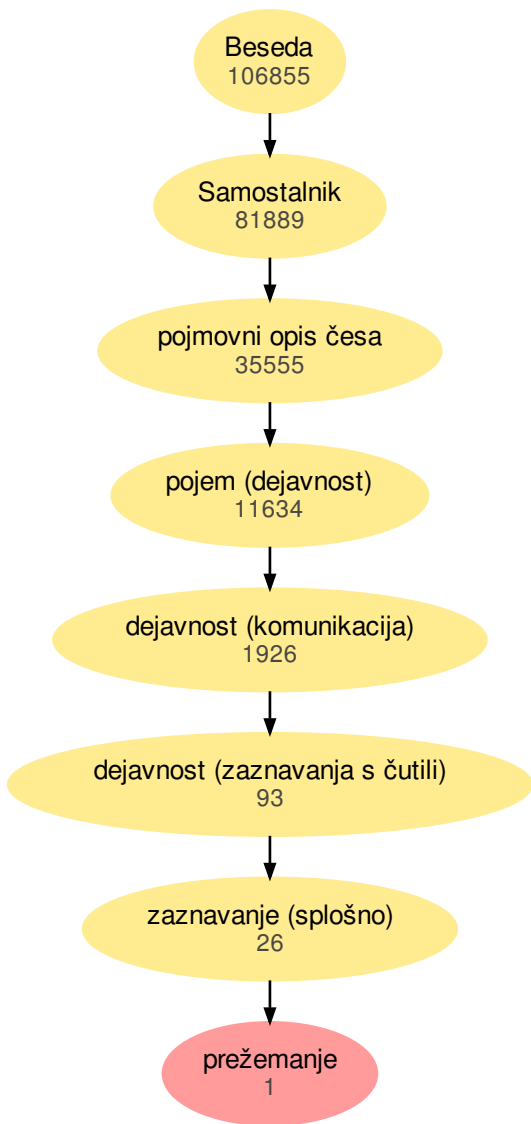 Beseda
106855
Samostalnik
81889
pojmovni opis česa
35555
pojem (dejavnost)
11634
dejavnost (komunikacija)
1926
dejavnost (zaznavanja s čutili)
93
zaznavanje (splošno)
26
prežemanje
1